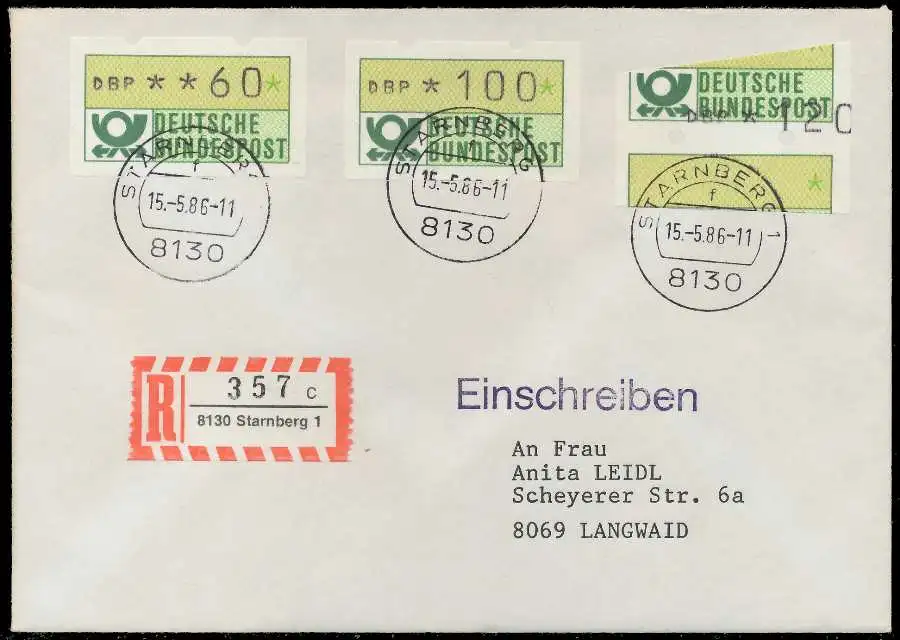 DBP * * 60 *
DEUTSCHE
BUNDESPOST
DBP * 100 *
DEUTSCHE
BUNDESPOST
DEUTSCHE
BUNDESPOST
DBP * 120
*
STARNBERG
f
15.-5.86-11
8130
STARNBERG
f
15.-5.86-11
8130
STARNBERG 1
f
15.-5.86-11
8130
R
357 c
8130 Starnberg 1
Einschreiben
An Frau
Anita LEIDL
Scheyerer Str. 6a
8069 LANGWAID